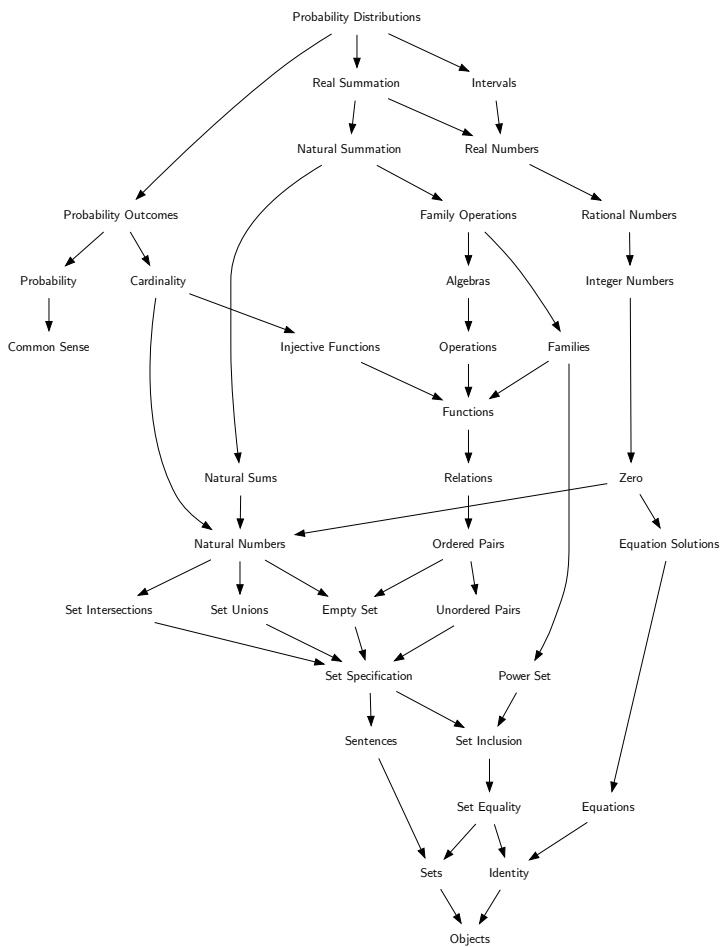 Probability Distributions
Real Summation
Intervals
Natural Summation
Real Numbers
Probability Outcomes
Family Operations
Rational Numbers
Probability
Cardinality
Algebras
Integer Numbers
Common Sense
Injective Functions
Operations
Families
Functions
Natural Sums
Relations
Zero
Natural Numbers
Ordered Pairs
Equation Solutions
Set Intersections
Set Unions
Empty Set
Unordered Pairs
Set Specification
Power Set
Sentences
Set Inclusion
Set Equality
Equations
Sets
Identity
Objects